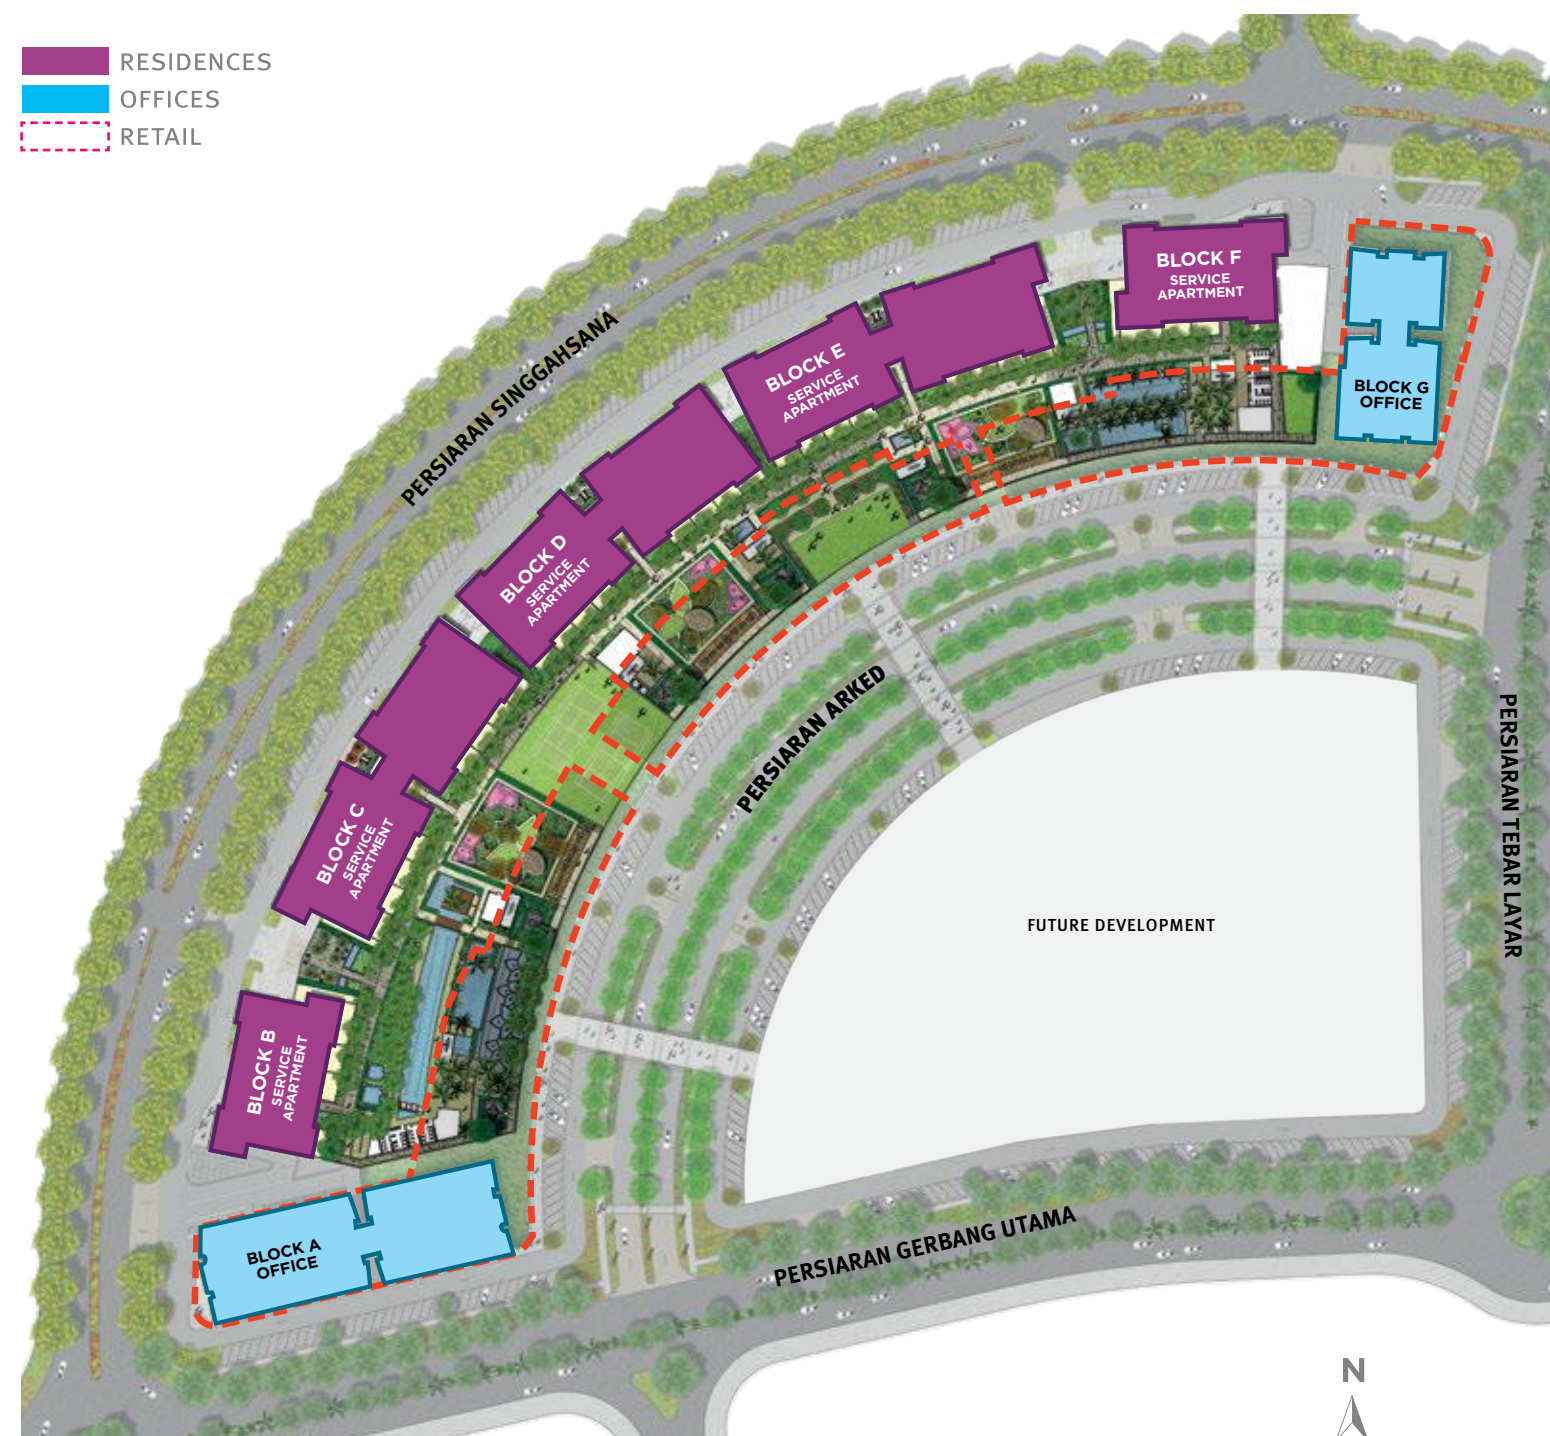 RESIDENCES
OFFICES
RETAIL
PERSIARAN SINGGAHSANA
BLOCK F
SERVICE
APARTMENT
BLOCK E
SERVICE
APARTMENT
BLOCK G
OFFICE
BLOCK D
SERVICE
APARTMENT
PERSIARAN ARKED
PERSIARAN TEBAR LAYAR
BLOCK C
SERVICE
APARTMENT
FUTURE DEVELOPMENT
BLOCK B
SERVICE
APARTMENT
BLOCK A
OFFICE
PERSIARAN GERBANG UTAMA
N